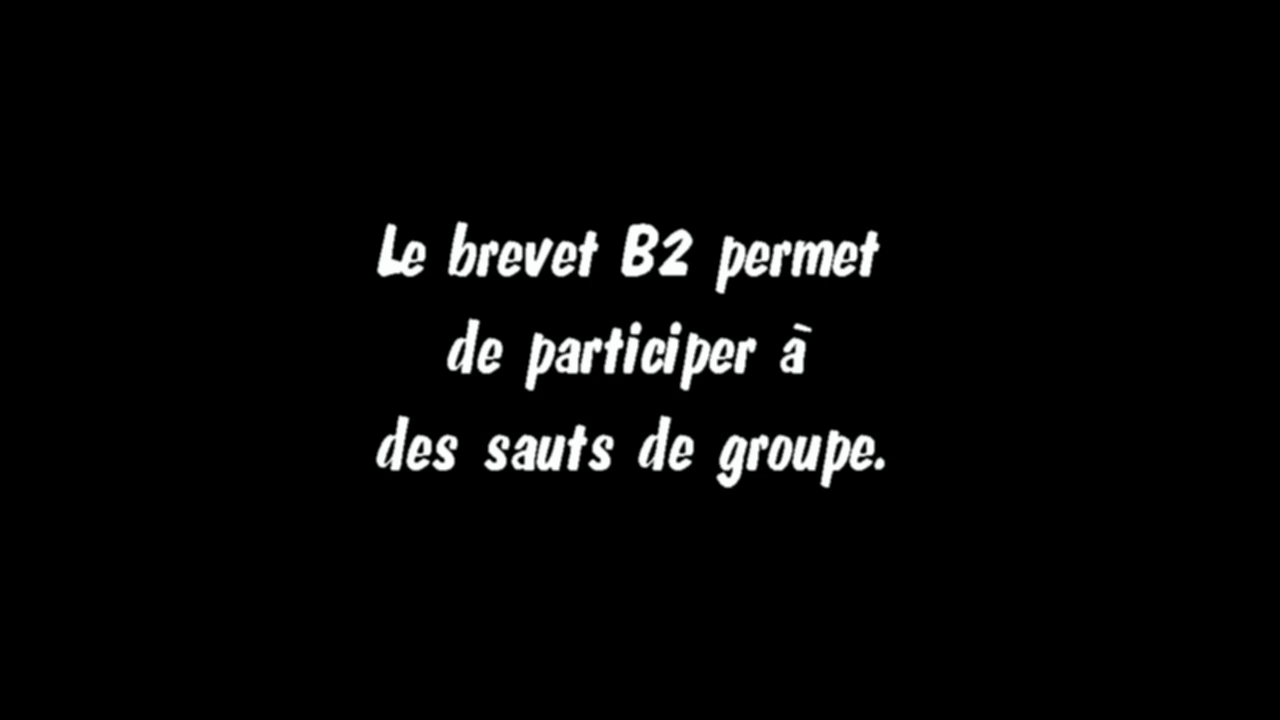 Le brevet B2 permet
de participer à
des sauts de groupe.